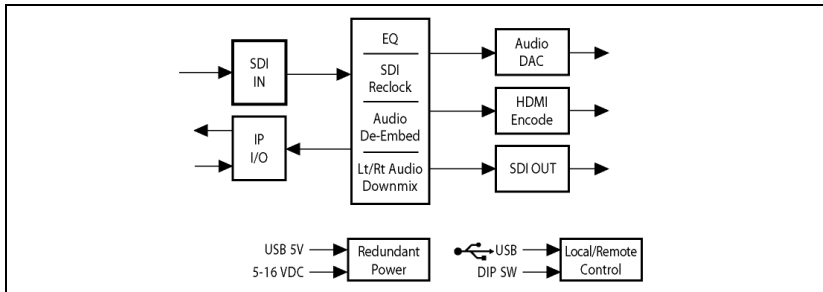 SDI
IN
IP
I/O
EQ
SDI
Reclock
Audio
De-Embed
Lt/Rt Audio
Downmix
Audio
DAC
HDMI
Encode
SDI OUT
USB 5V
5-16 VDC
Redundant
Power
USB
DIP SW
Local/Remote
Control